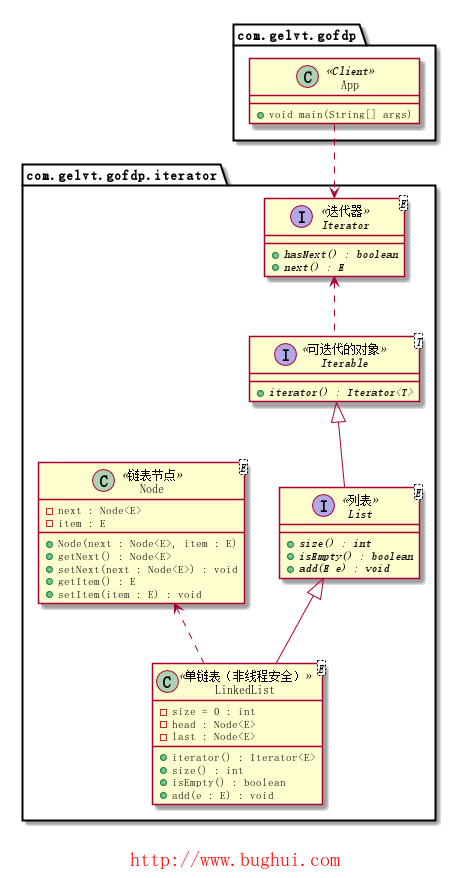 com.gelvt.gofdp
C
«Client»
App
void main(String[] args)
com.gelvt.gofdp.iterator
I
«迭代器»
Iterator
E
hasNext() : boolean
next() : E
I
«可迭代的对象»
Iterable
T
iterator() : Iterator<T>
C
«链表节点»
Node
E
next : Node<E>
item : E
Node(next : Node<E>, item : E)
getNext() : Node<E>
setNext(next : Node<E>) : void
getItem() : E
setItem(item : E) : void
I
«列表»
List
E
size() : int
isEmpty() : boolean
add(E e) : void
C
«单链表（非线程安全）»
LinkedList
E
size = 0 : int
head : Node<E>
last : Node<E>
iterator() : Iterator<E>
size() : int
isEmpty() : boolean
add(e : E) : void
http://www.bughui.com